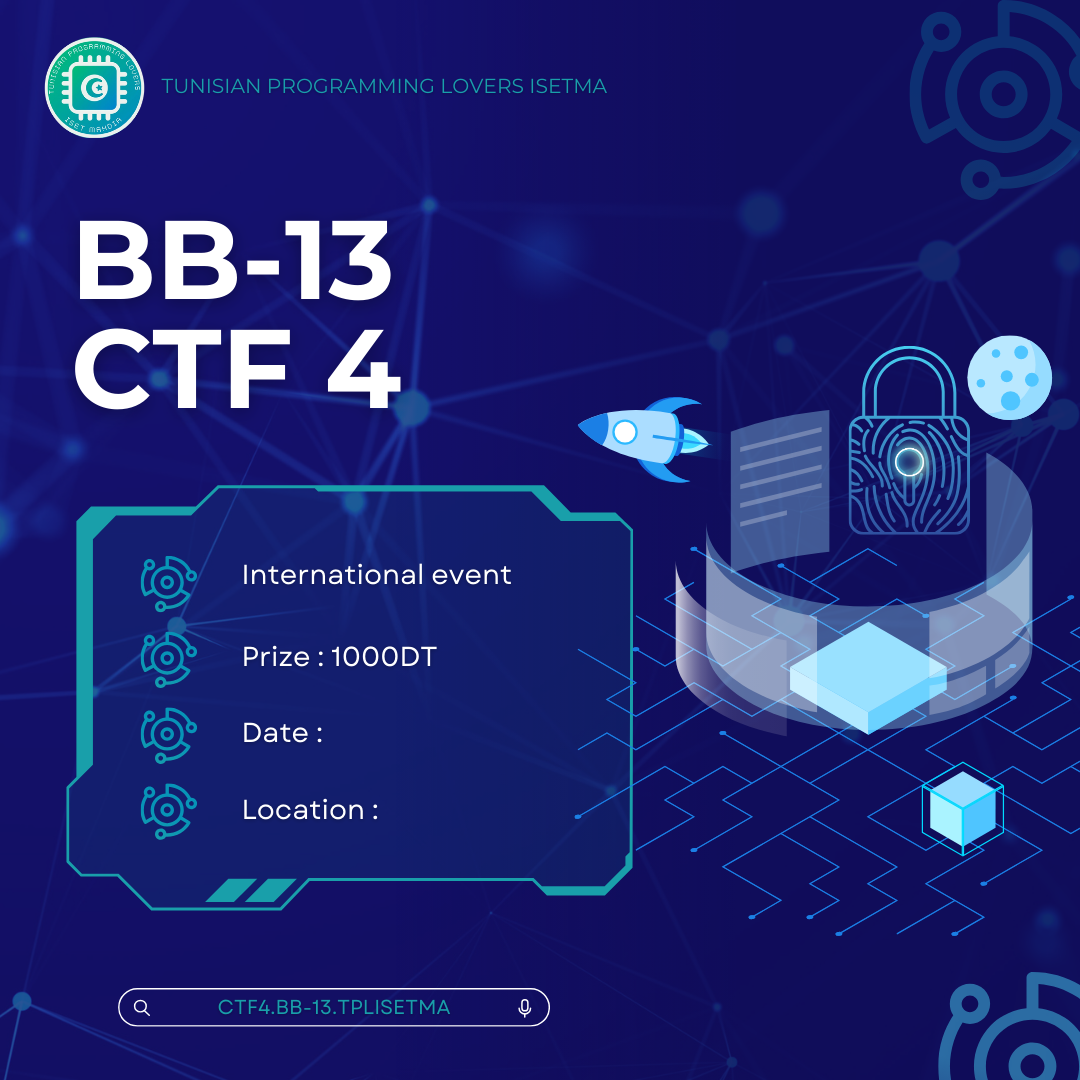 TUNISIAN PROGRAMMING LOVERS
ISET MAHDIA
TUNISIAN PROGRAMMING LOVERS ISETMA
BB-13
CTF 4
International event
Prize : 1000DT
Date :
Location :
CTF4.BB-13.TPLISETMA